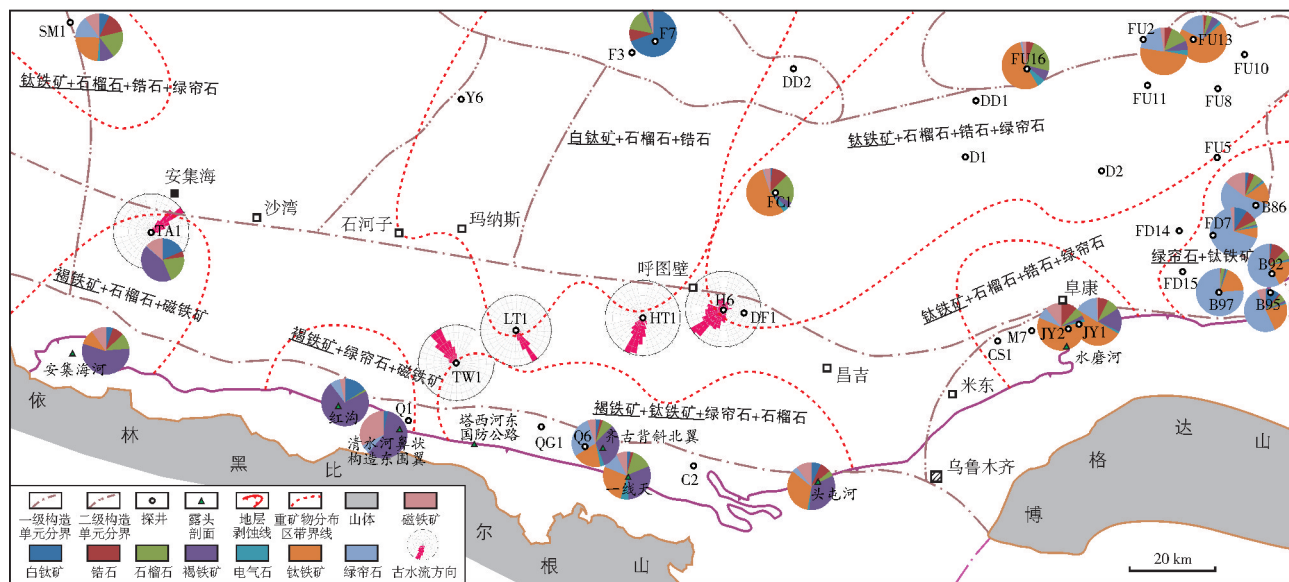 SM1
F3
F7
FU2
FU13
FU16
FU10
DD2
FU11
FU8
钛铁矿+石榴石+锆石+绿帘石
Y6
DD1
白钛矿+石榴石+锆石
钛铁矿+石榴石+锆石+绿帘石
D1
D2
FU5
安集海
沙湾
石河子
玛纳斯
FC1
B86
TA1
FD14
FD7
绿帘石+钛铁矿
呼图壁
FD15
B92
B97
B95
褐铁矿+石榴石+磁铁矿
钛铁矿+石榴石+锆石+绿帘石
阜康
LT1
HT1
H6
DF1
M7
JY2
JY1
CS1
水磨河
安集海河
褐铁矿+绿帘石+磁铁矿
TW1
昌吉
米东
红沟
Q1
褐铁矿+钛铁矿+绿帘石+石榴石
清水河鼻状
构造东围翼
塔西河东
国防公路
QG1
Q6
齐古背斜北翼
C2
一线天
头屯河
乌鲁木齐
依林黑比尔根山
博格达山
一级构造
单元分界
二级构造
单元分界
探井
露头
剖面
地层
剥蚀线
重矿物分布
区带界线
山体
磁铁矿
白钛矿
锆石
石榴石
褐铁矿
电气石
钛铁矿
绿帘石
古水流方向
20 km